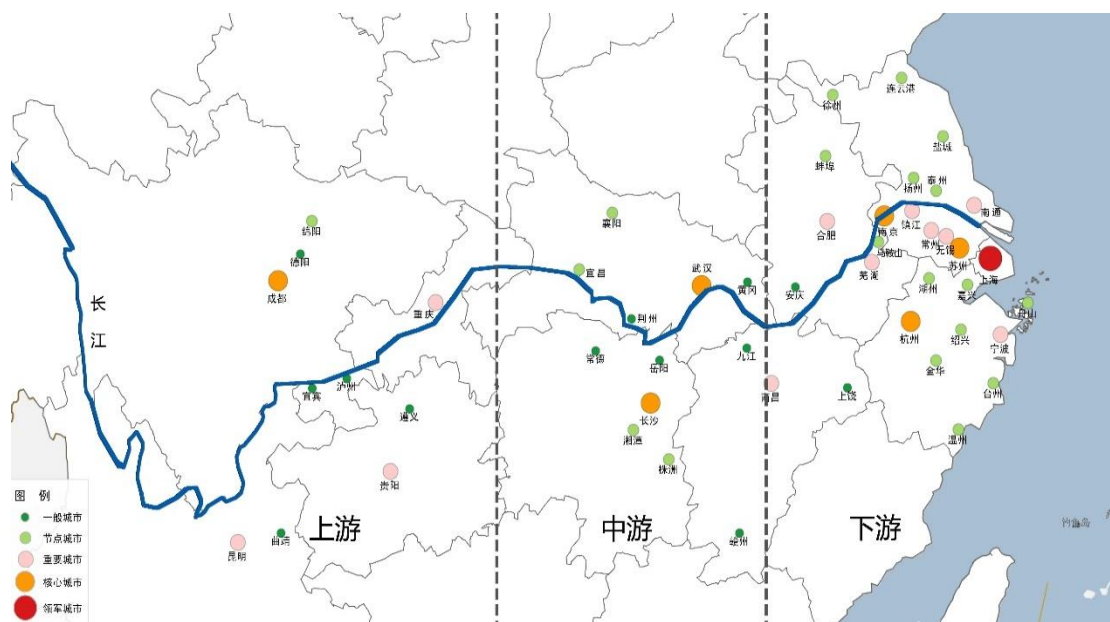 连云港
徐州
盐城
蚌埠
扬州
泰州
南通
襄阳
绵阳
合肥
南京
镇江
常州
无锡
马鞍山
苏州
上海
德阳
武汉
宜昌
芜湖
成都
黄冈
安庆
湖州
嘉兴
舟山
长江
重庆
荆州
杭州
绍兴
宁波
常德
岳阳
九江
金华
泸州
宜宾
南昌
上饶
台州
遵义
长沙
湘潭
温州
株洲
贵阳
图 例
一般城市
节点城市
重要城市
核心城市
领军城市
上游
中游
下游
钓鱼岛
曲靖
赣州
昆明